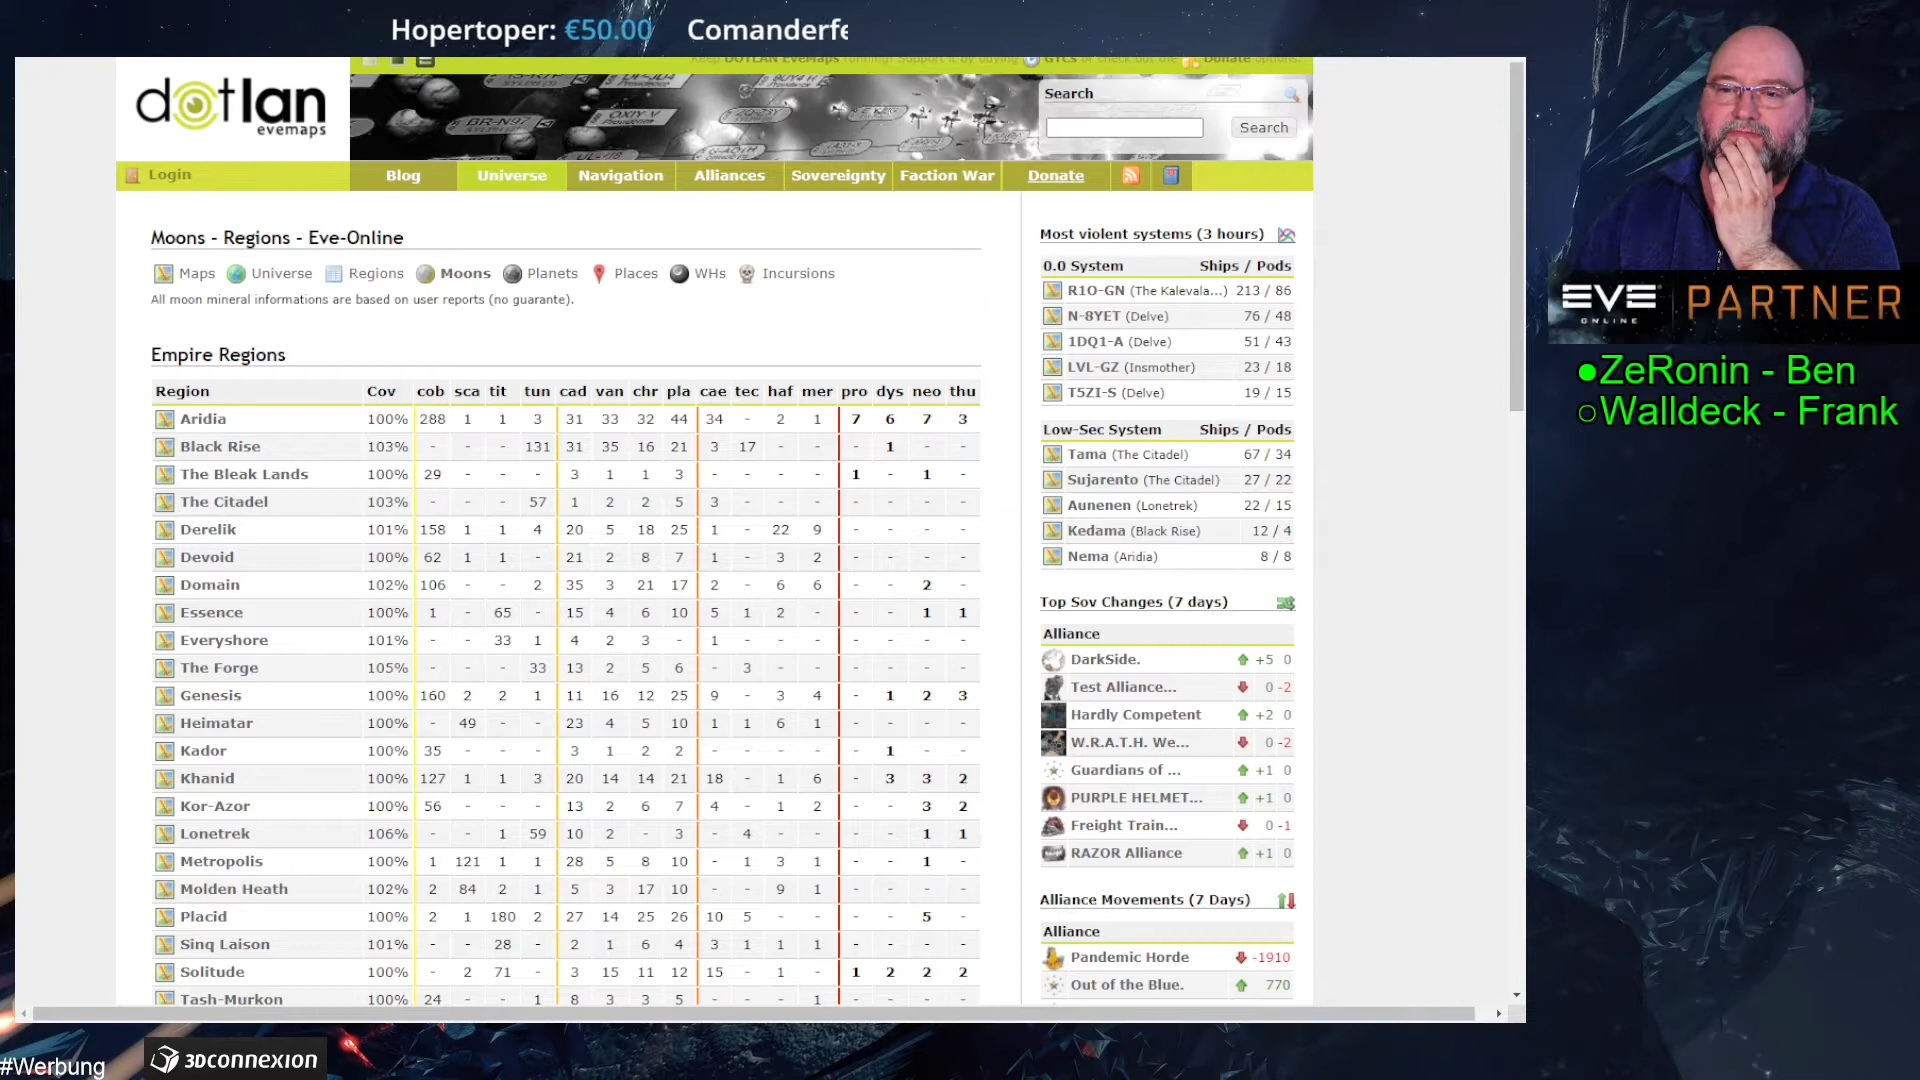 Hopertoper: €50.00 Comanderfe
Keep DOTLAN EveMaps running! Support it by buying GTCs or check out the Donate options.
dotlan evemaps
Search
Search
Login
Blog Universe Navigation Alliances Sovereignty Faction War Donate
Moons - Regions - Eve-Online
Maps Universe Regions Moons Planets Places WHs Incursions
All moon mineral informations are based on user reports (no guarante).
Empire Regions
Region Cov cob sca tit tun cad van chr pla cae tec haf mer pro dys neo thu
Aridia 100% 288 1 1 3 31 33 32 44 34 - 2 1 7 6 7 3
Black Rise 103% - - - 131 31 35 16 21 3 17 - - - 1 - -
The Bleak Lands 100% 29 - - - 3 1 1 3 - - - - 1 - 1 -
The Citadel 103% - - - 57 1 2 2 5 3 - - - - - - -
Derelik 101% 158 1 1 4 20 5 18 25 1 - 22 9 - - - -
Devoid 100% 62 1 1 - 21 2 8 7 1 - 3 2 - - - -
Domain 102% 106 - - 2 35 3 21 17 2 - 6 6 - - 2 -
Essence 100% 1 - 65 - 15 4 6 10 5 1 2 - - - 1 1
Everyshore 101% - - 33 1 4 2 3 - 1 - - - - - - -
The Forge 105% - - - 33 13 2 5 6 - 3 - - - - - -
Genesis 100% 160 2 2 1 11 16 12 25 9 - 3 4 - 1 2 3
Heimatar 100% - 49 - - 23 4 5 10 1 1 6 1 - - - -
Kador 100% 35 - - - 3 1 2 2 - - - - - 1 - -
Khanid 100% 127 1 1 3 20 14 14 21 18 - 1 6 - 3 3 2
Kor-Azor 100% 56 - - - 13 2 6 7 4 - 1 2 - - 3 2
Lonetrek 106% - - 1 59 10 2 - 3 - 4 - - - - 1 1
Metropolis 100% 1 121 1 1 28 5 8 10 - 1 3 1 - - 1 -
Molden Heath 102% 2 84 2 1 5 3 17 10 - - 9 1 - - - -
Placid 100% 2 1 180 2 27 14 25 26 10 5 - - - - 5 -
Sinq Laison 101% - - 28 - 2 1 6 4 3 1 1 1 - - - -
Solitude 100% - 2 71 - 3 15 11 12 15 - 1 - 1 2 2 2
Tash-Murkon 100% 24 - - 1 8 3 3 5 - - - 1 - - - -
Most violent systems (3 hours)
0.0 System Ships / Pods
R1O-GN (The Kalevala...) 213 / 86
N-8YET (Delve) 76 / 48
1DQ1-A (Delve) 51 / 43
LVL-GZ (Insmother) 23 / 18
T5ZI-S (Delve) 19 / 15
Low-Sec System Ships / Pods
Tama (The Citadel) 67 / 34
Sujarento (The Citadel) 27 / 22
Aunenen (Lonetrek) 22 / 15
Kedama (Black Rise) 12 / 4
Nema (Aridia) 8 / 8
Top Sov Changes (7 days)
Alliance
DarkSide. +5 0
Test Alliance... 0 -2
Hardly Competent +2 0
W.R.A.T.H. We... 0 -2
Guardians of ... +1 0
PURPLE HELMET... +1 0
Freight Train... 0 -1
RAZOR Alliance +1 0
Alliance Movements (7 Days)
Alliance
Pandemic Horde -1910
Out of the Blue. 770
EVE ONLINE PARTNER
●ZeRonin - Ben
○Walldeck - Frank
#Werbung
3DCONNEXION